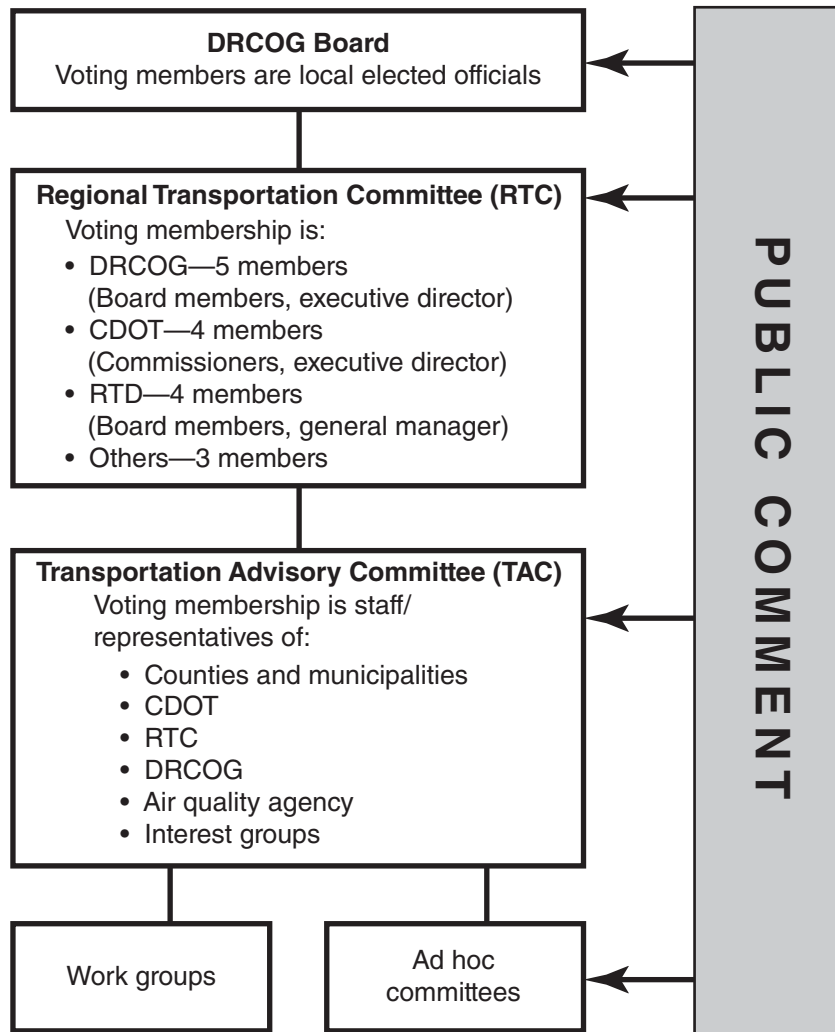 DRCOG Board
Voting members are local elected officials
Regional Transportation Committee (RTC)
Voting membership is:
• DRCOG—5 members
(Board members, executive director)
• CDOT—4 members
(Commissioners, executive director)
• RTD—4 members
(Board members, general manager)
• Others—3 members
Transportation Advisory Committee (TAC)
Voting membership is staff/
representatives of:
• Counties and municipalities
• CDOT
• RTC
• DRCOG
• Air quality agency
• Interest groups
Work groups
Ad hoc
committees
PUBLIC COMMENT